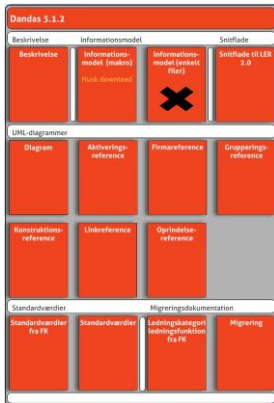 Dandas 3.1.2
Beskrivelse
Informationsmodel
Snitflade
Beskrivelse
Informations-
model (makro)
Husk download
Informations-
model (enkelt
filer)
Snitflade til LER
2.0
UML-diagrammer
Diagram
Aktiverings-
reference
Firmareference
Grupperings-
reference
Konstruktions-
reference
Linkreference
Oprindelse-
reference
Standardværdier
Migreringsdokumentation
Standardværdier
fra FK
Standardværdier
Ledningskategori
ledningsfunktion
fra FK
Migrering